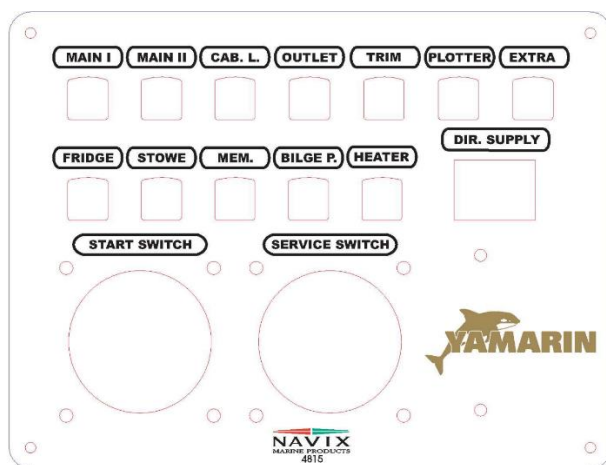 MAIN I MAIN II CAB. L. OUTLET TRIM PLOTTER EXTRA
DIR. SUPPLY
FRIDGE STOWE MEM. BILGE P. HEATER
START SWITCH SERVICE SWITCH
YAMARIN
NAVIX
MARINE PRODUCTS
4815